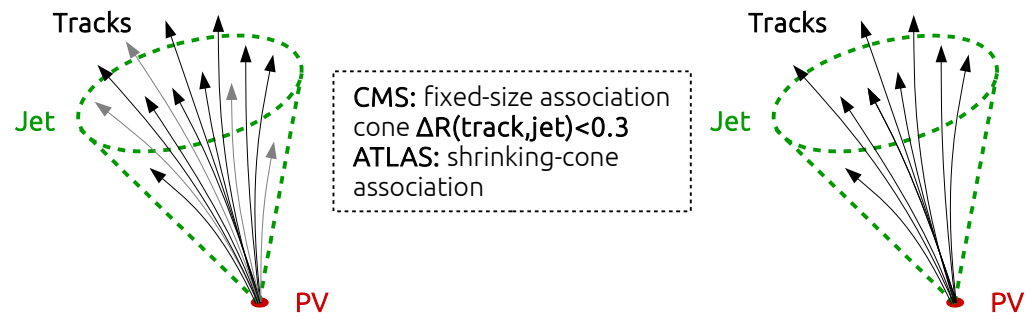 Tracks
Jet
PV
CMS: fixed-size association
cone ΔR(track,jet)<0.3
ATLAS: shrinking-cone
association
Tracks
Jet
PV